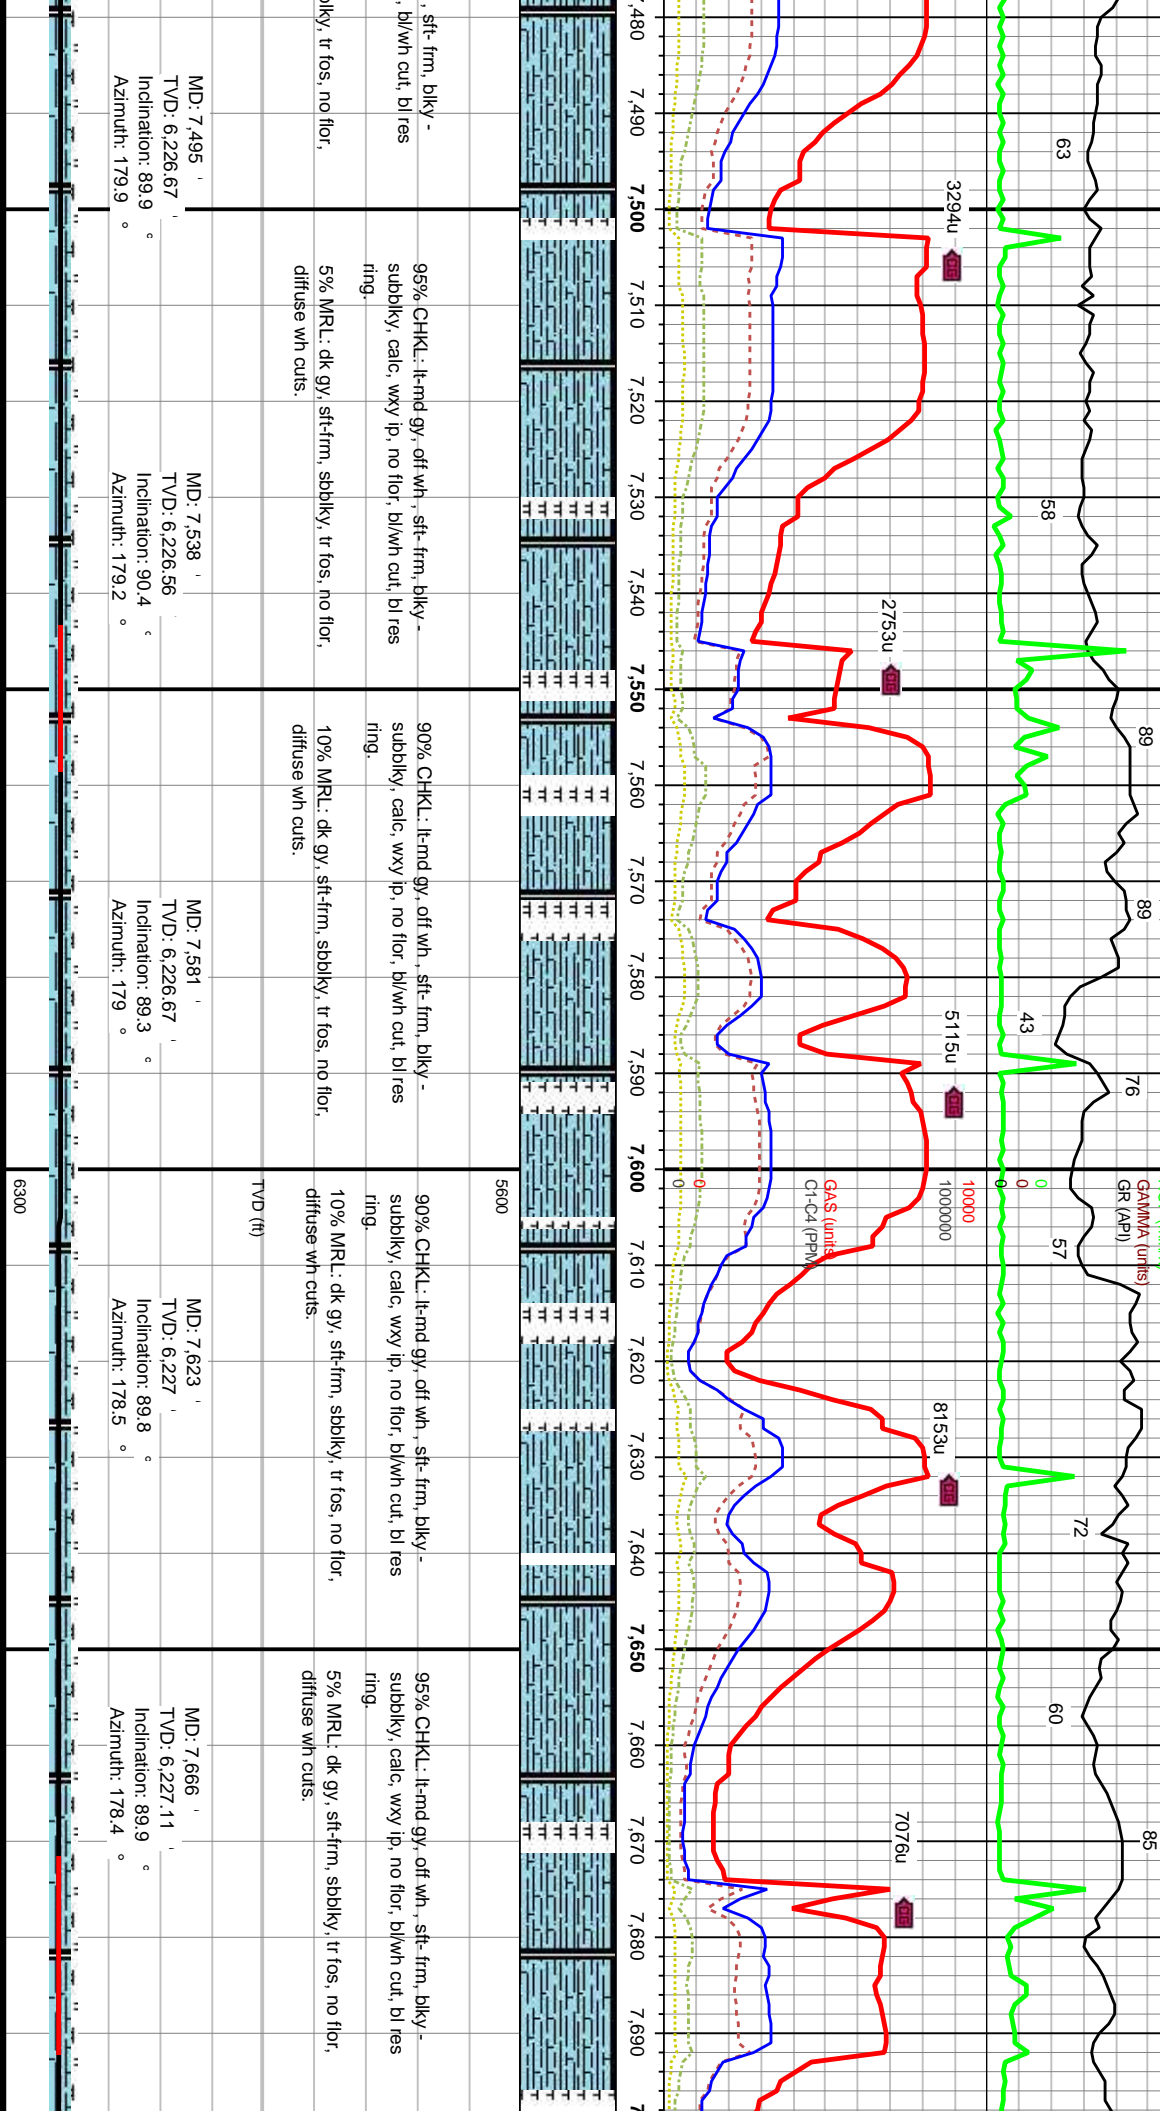 , sft- frm, blky -
, bl/wh cut, bl res
blky, tr fos, no flor,
MD: 7,495 '
TVD: 6,226.67 '
Inclination: 89.9 °
Azimuth: 179.9 °
95% CHKL: lt-md gy, off wh , sft- frm, blky -
subblky, calc, wxy ip, no flor, bl/wh cut, bl res
ring.
5% MRL: dk gy, sft-frm, sbblky, tr fos, no flor,
diffuse wh cuts.
MD: 7,538 '
TVD: 6,226.56 '
Inclination: 90.4 °
Azimuth: 179.2 °
90% CHKL: lt-md gy, off wh , sft- frm, blky -
subblky, calc, wxy ip, no flor, bl/wh cut, bl res
ring.
10% MRL: dk gy, sft-frm, sbblky, tr fos, no flor,
diffuse wh cuts.
MD: 7,581 '
TVD: 6,226.67 '
Inclination: 89.3 °
Azimuth: 179 °
90% CHKL: lt-md gy, off wh , sft- frm, blky -
subblky, calc, wxy ip, no flor, bl/wh cut, bl res
ring.
10% MRL: dk gy, sft-frm, sbblky, tr fos, no flor,
diffuse wh cuts.
5600
TVD (ft)
6300
MD: 7,623 '
TVD: 6,227 '
Inclination: 89.8 °
Azimuth: 178.5 °
95% CHKL: lt-md gy, off wh , sft- frm, blky -
subblky, calc, wxy ip, no flor, bl/wh cut, bl res
ring.
5% MRL: dk gy, sft-frm, sbblky, tr fos, no flor,
diffuse wh cuts.
MD: 7,666 '
TVD: 6,227.11 '
Inclination: 89.9 °
Azimuth: 178.4 °
,480
7,490
7,500
7,510
7,520
7,530
7,540
7,550
7,560
7,570
7,580
7,590
7,600
7,610
7,620
7,630
7,640
7,650
7,660
7,670
7,680
7,690
3294u
2753u
5115u
8153u
7076u
63
58
89
89
43
76
57
72
60
85
GAMMA (units)
GR (API)
0
0
0
10000
1000000
GAS (units)
C1-C4 (PPM)
0
0